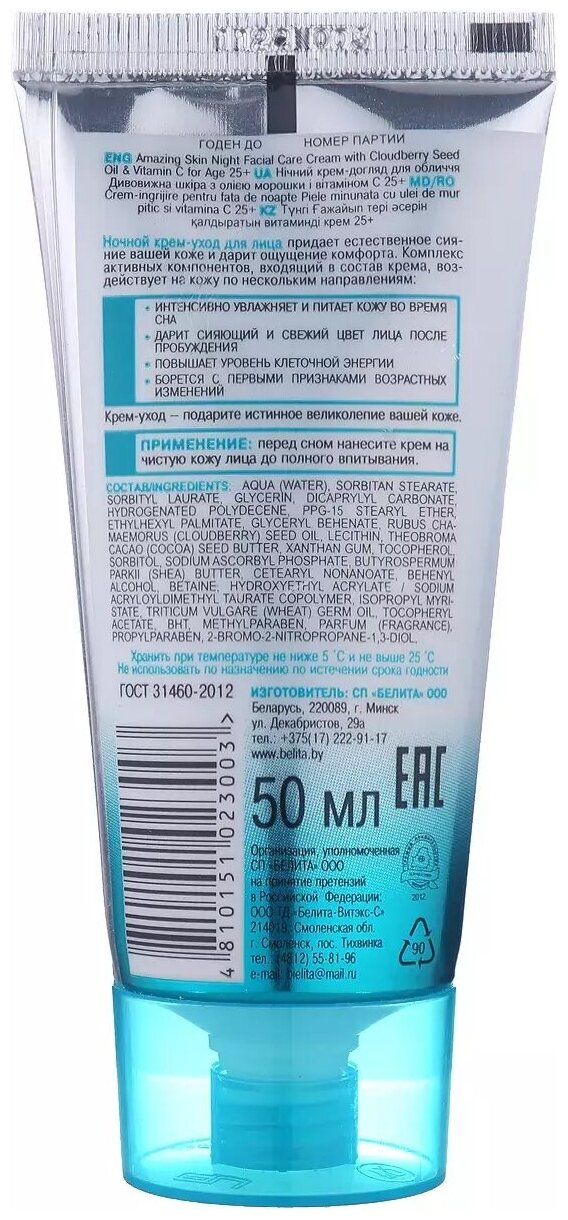 ГОДЕН ДО НОМЕР ПАРТИИ
ENG Amazing Skin Night Facial Care Cream with Cloudberry Seed
Oil & Vitamin C for Age 25+ UA Нічний крем-догляд для обличчя
Дивовижна шкіра з олією морошки і вітаміном С 25+ MD/RO
Crem-ingrijire pentru fata de noapte Piele minunata cu ulei de mur
pitic si vitamina C 25+ KZ Түнгі Ғажайып тері әсерін
қалдыратын витаминді крем 25+
Ночной крем-уход для лица придает естественное сия-
ние вашей коже и дарит ощущение комфорта. Комплекс
активных компонентов, входящий в состав крема, воз-
действует на кожу по нескольким направлениям:
• ИНТЕНСИВНО УВЛАЖНЯЕТ И ПИТАЕТ КОЖУ ВО ВРЕМЯ
СНА
• ДАРИТ СИЯЮЩИЙ И СВЕЖИЙ ЦВЕТ ЛИЦА ПОСЛЕ
ПРОБУЖДЕНИЯ
• ПОВЫШАЕТ УРОВЕНЬ КЛЕТОЧНОЙ ЭНЕРГИИ
• БОРЕТСЯ С ПЕРВЫМИ ПРИЗНАКАМИ ВОЗРАСТНЫХ
ИЗМЕНЕНИЙ
Крем-уход – подарите истинное великолепие вашей коже.
ПРИМЕНЕНИЕ: перед сном нанесите крем на
чистую кожу лица до полного впитывания.
СОСТАВ/INGREDIENTS: AQUA (WATER), SORBITAN STEARATE,
SORBITYL LAURATE, GLYCERIN, DICAPRYLYL CARBONATE,
HYDROGENATED POLYDECENE, PPG-15 STEARYL ETHER,
ETHYLHEXYL PALMITATE, GLYCERYL BEHENATE, RUBUS CHA-
MAEMORUS (CLOUDBERRY) SEED OIL, LECITHIN, THEOBROMA
CACAO (COCOA) SEED BUTTER, XANTHAN GUM, TOCOPHEROL,
SORBITOL, SODIUM ASCORBYL PHOSPHATE, BUTYROSPERMUM
PARKII (SHEA) BUTTER, CETEARYL NONANOATE, BEHENYL
ALCOHOL, BETAINE, HYDROXYETHYL ACRYLATE / SODIUM
ACRYLOYLDIMETHYL TAURATE COPOLYMER, ISOPROPYL MYRI-
STATE, TRITICUM VULGARE (WHEAT) GERM OIL, TOCOPHERYL
ACETATE, BHT, METHYLPARABEN, PARFUM (FRAGRANCE),
PROPYLPARABEN, 2-BROMO-2-NITROPROPANE-1,3-DIOL.
Хранить при температуре не ниже 5 °С и не выше 25 °С
Не использовать по назначению по истечении срока годности
ГОСТ 31460-2012
ИЗГОТОВИТЕЛЬ: СП «БЕЛИТА» ООО
Беларусь, 220089, г. Минск
ул. Декабристов, 29а
тел.: +375(17) 222-91-17
www.belita.by
50 МЛ
EAC
Организация, уполномоченная
СП «БЕЛИТА» ООО
на принятие претензий
в Российской Федерации:
ООО ТД «Белита-Витэкс-С»
214019, Смоленская обл.
г. Смоленск, пос. Тихвинка
тел.: (4812) 55-81-96
e-mail: bielita@mail.ru
2012
90
4 810151 023003 >